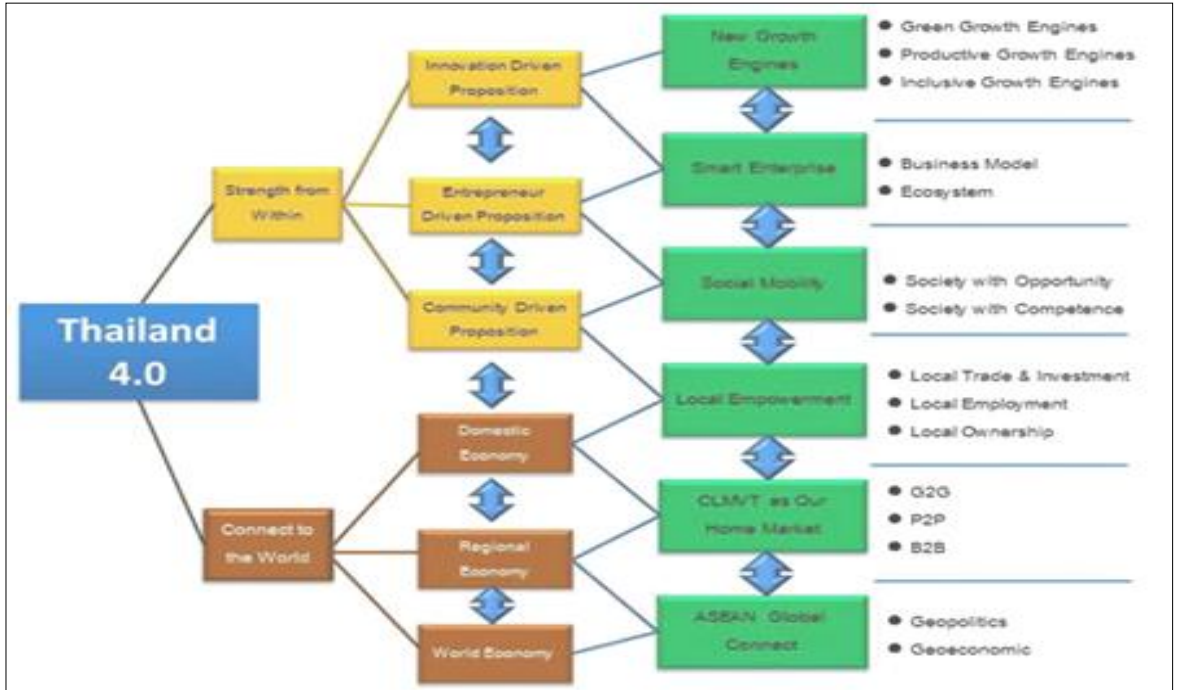 Thailand
4.0
Strength from
Within
Connect to
the World
Innovation Driven
Proposition
Entrepreneur
Driven Proposition
Community Driven
Proposition
Domestic
Economy
Regional
Economy
World Economy
New Growth
Engines
Smart Enterprise
Social Mobility
Local Empowerment
CLMVT as Our
Home Market
ASEAN Global
Connect
Green Growth Engines
Productive Growth Engines
Inclusive Growth Engines
Business Model
Ecosystem
Society with Opportunity
Society with Competence
Local Trade & Investment
Local Employment
Local Ownership
G2G
P2P
B2B
Geopolitics
Geoeconomic